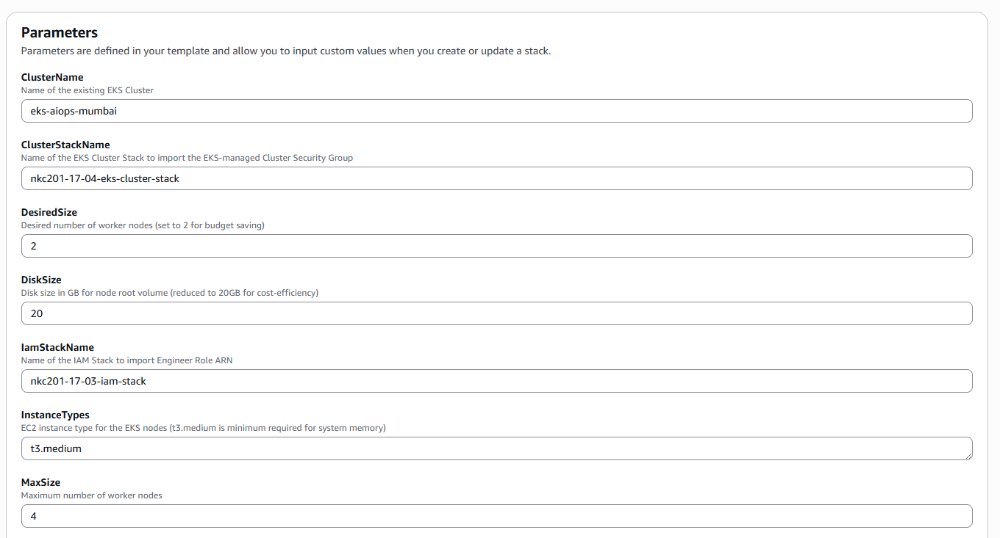 Parameters
Parameters are defined in your template and allow you to input custom values when you create or update a stack.
ClusterName
Name of the existing EKS Cluster
eks-aiops-mumbai
ClusterStackName
Name of the EKS Cluster Stack to import the EKS-managed Cluster Security Group
nkc201-17-04-eks-cluster-stack
DesiredSize
Desired number of worker nodes (set to 2 for budget saving)
2
DiskSize
Disk size in GB for node root volume (reduced to 20GB for cost-efficiency)
20
IamStackName
Name of the IAM Stack to import Engineer Role ARN
nkc201-17-03-iam-stack
InstanceTypes
EC2 instance type for the EKS nodes (t3.medium is minimum required for system memory)
t3.medium
MaxSize
Maximum number of worker nodes
4